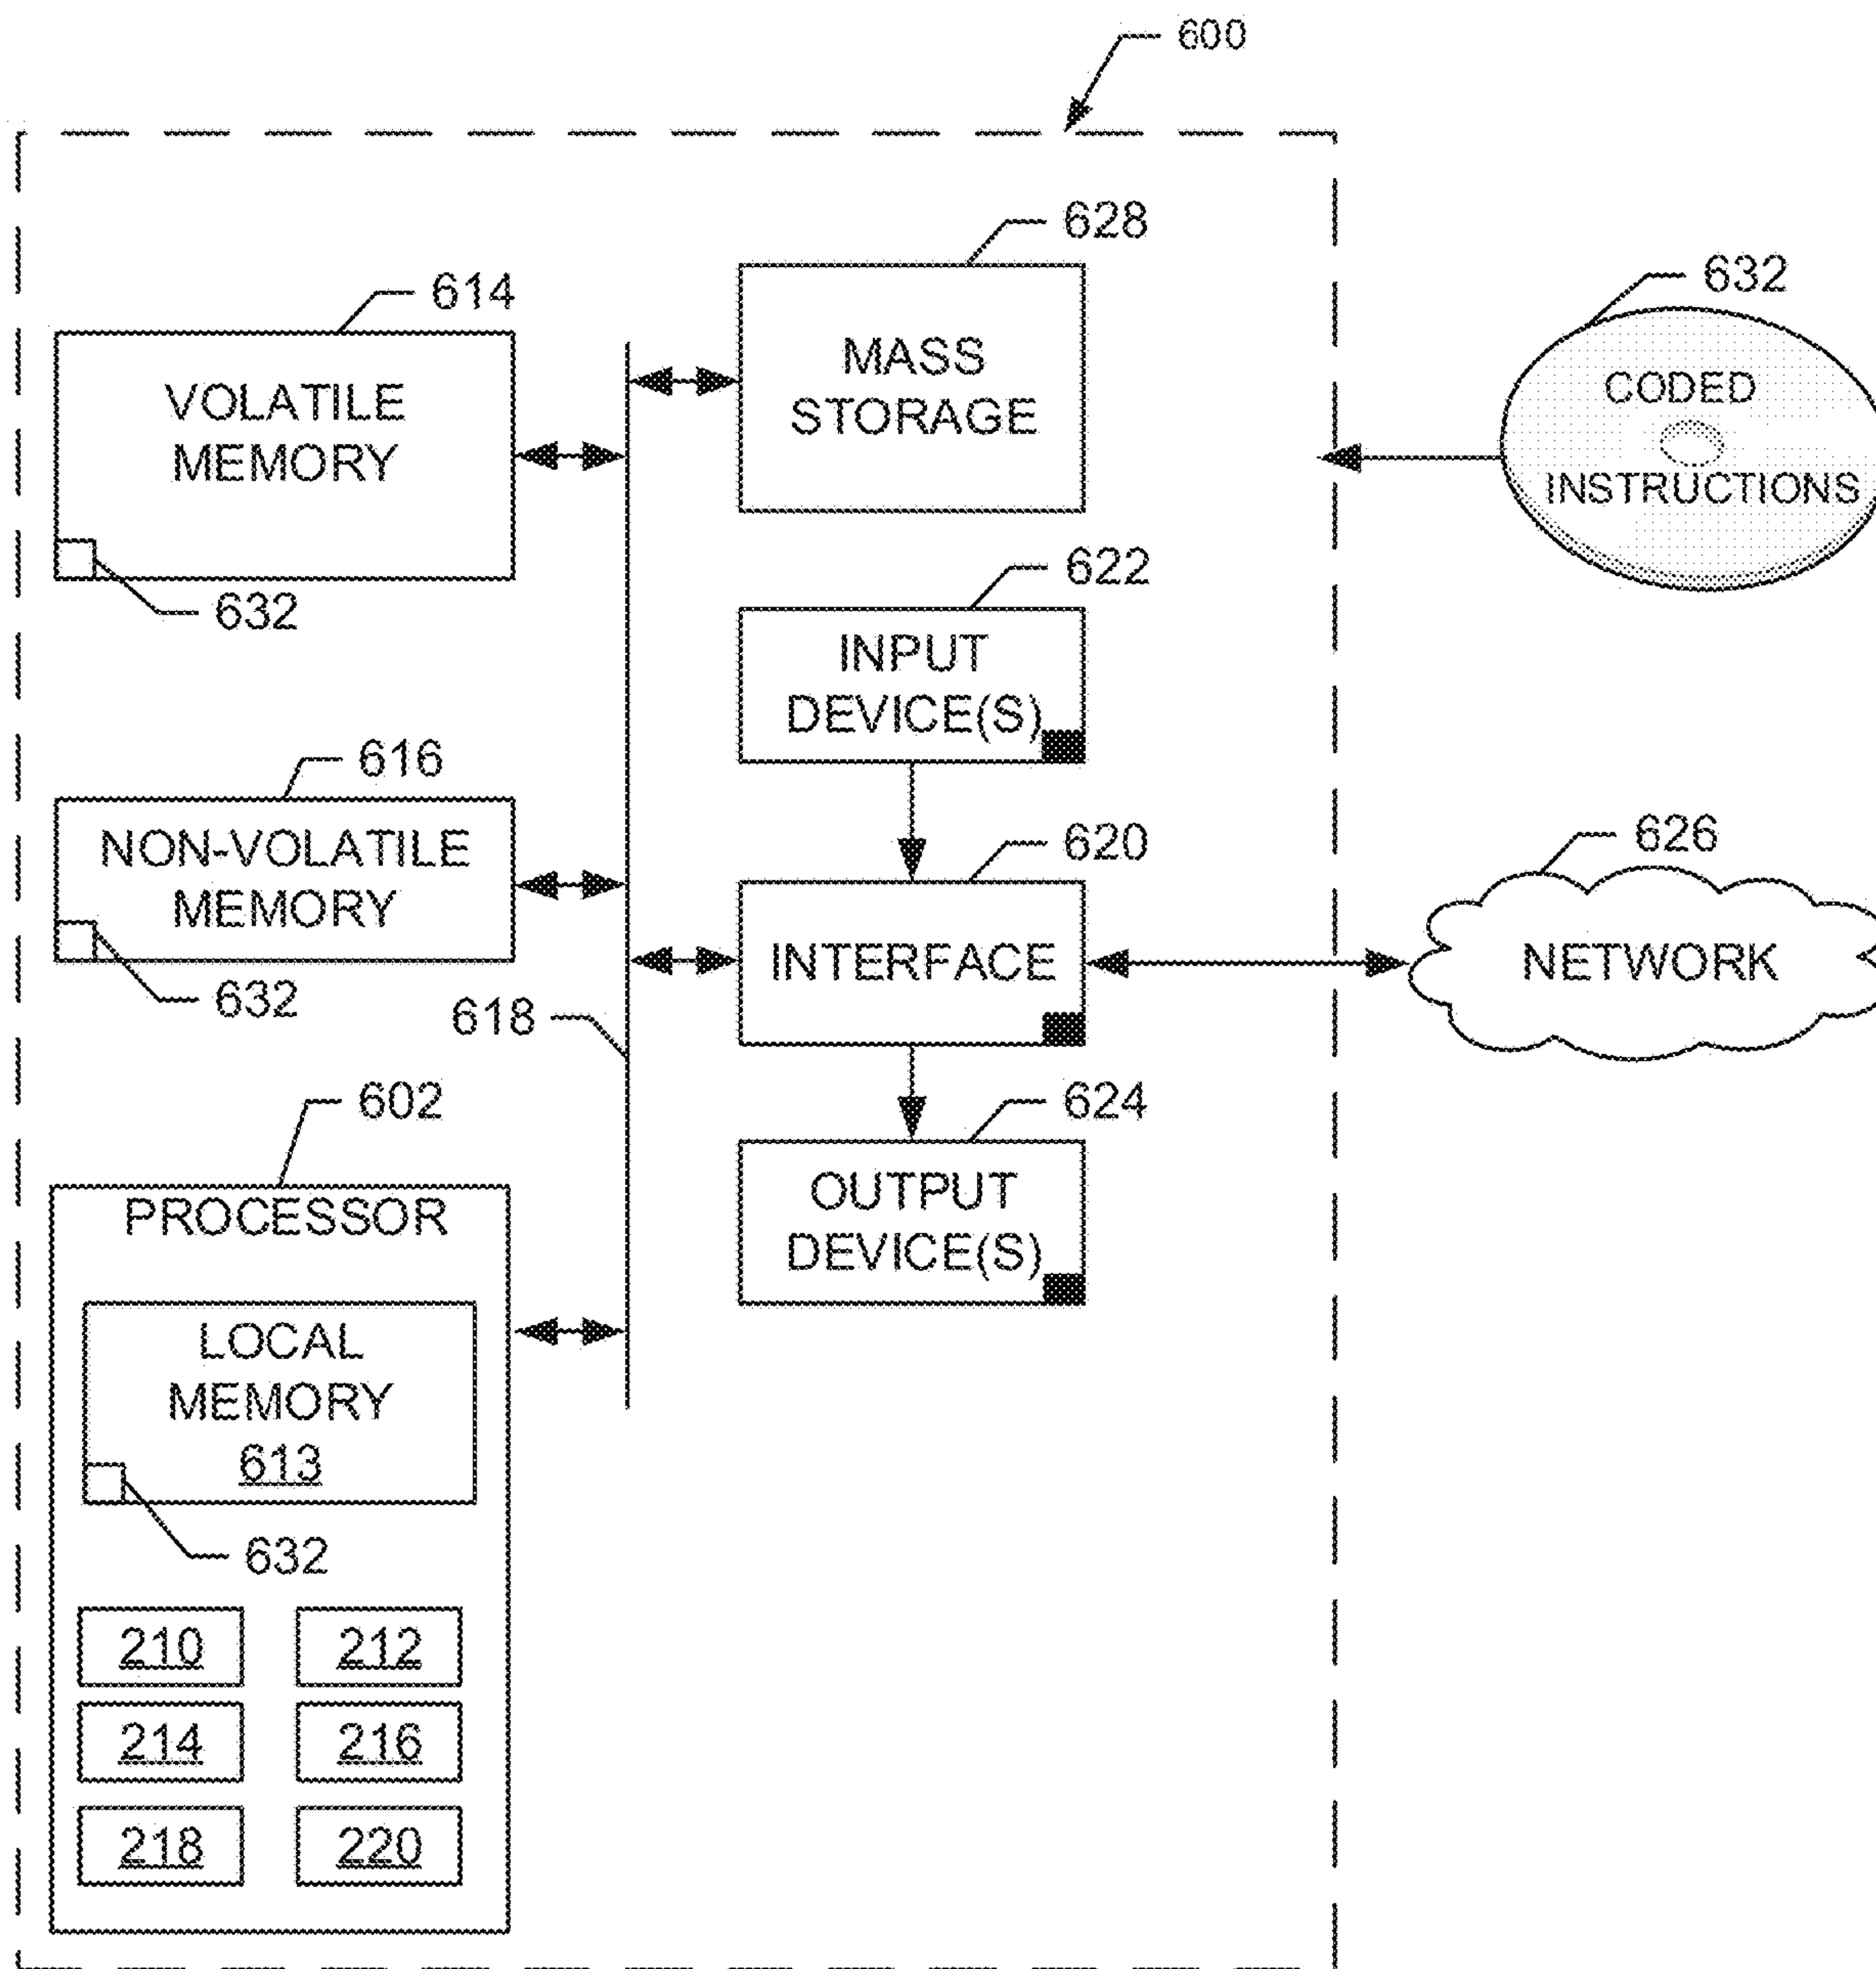 600
628
614
632
MASS
STORAGE
VOLATILE
MEMORY
CODED
INSTRUCTIONS
632
622
INPUT
DEVICE(S)
616
620
626
NON-VOLATILE
MEMORY
INTERFACE
NETWORK
632
618
602
624
PROCESSOR
OUTPUT
DEVICE(S)
LOCAL
MEMORY
613
632
210
212
214
216
218
220